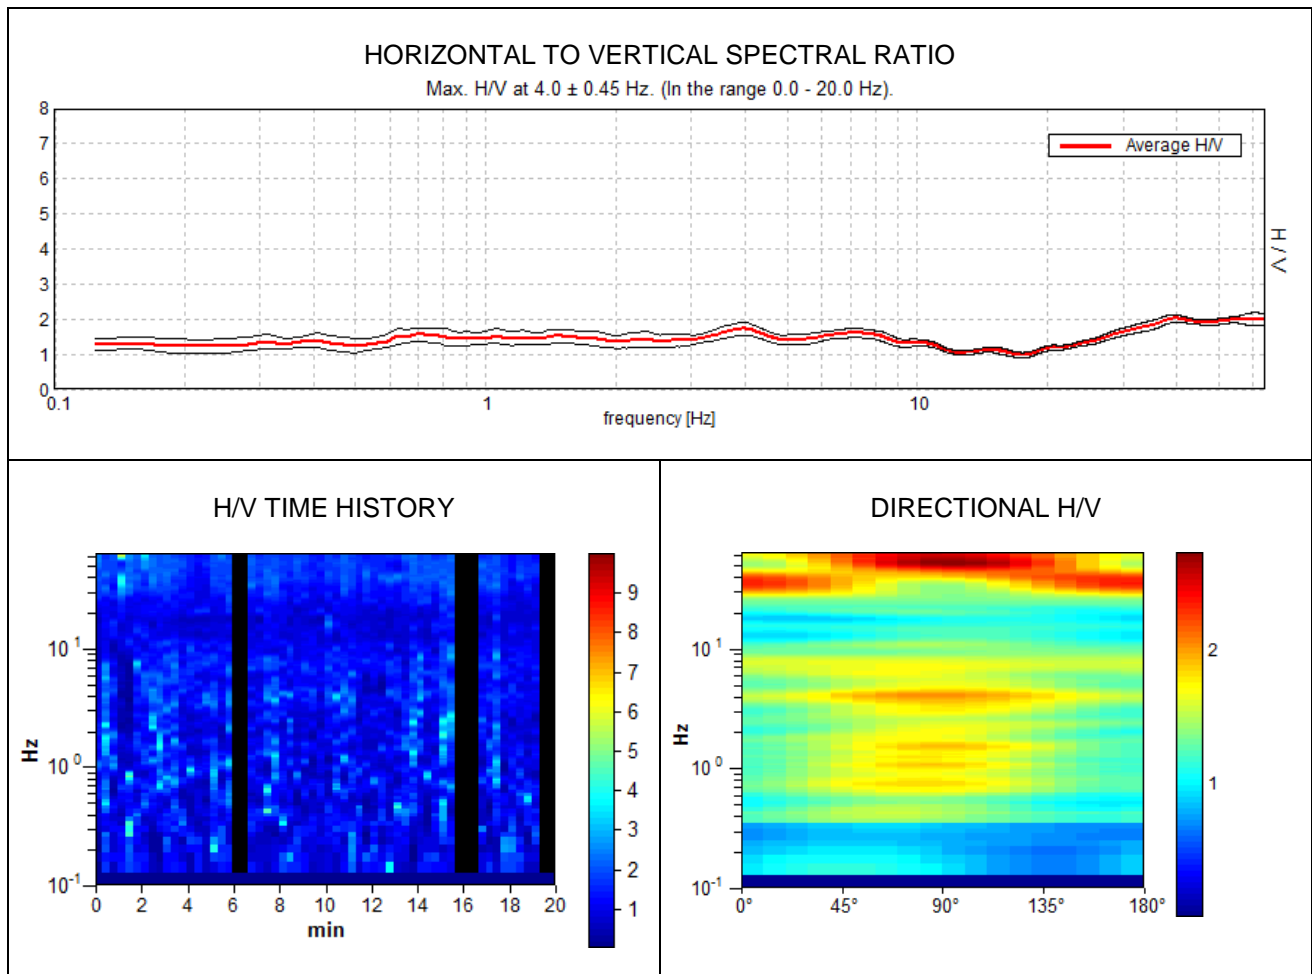 HORIZONTAL TO VERTICAL SPECTRAL RATIO
Max. H/V at 4.0 ± 0.45 Hz. (In the range 0.0 - 20.0 Hz).
8
7
6
5
4
3
2
1
0
Average H/V
H / V
0.1
1
10
frequency [Hz]
H/V TIME HISTORY
10 1
10 0
10 -1
Hz
0 2 4 6 8 10 12 14 16 18 20
min
9
8
7
6
5
4
3
2
1
DIRECTIONAL H/V
10 1
10 0
10 -1
Hz
0° 45° 90° 135° 180°
2
1